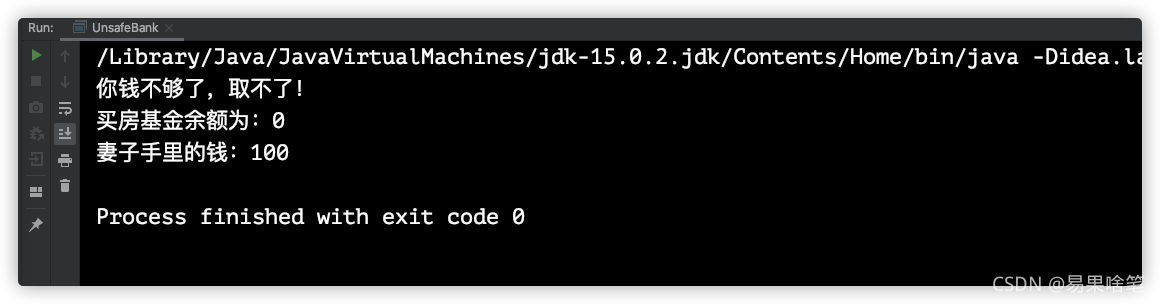 Run: UnsafeBank
/Library/Java/JavaVirtualMachines/jdk-15.0.2.jdk/Contents/Home/bin/java -Didea.la
你钱不够了，取不了！
买房基金余额为：0
妻子手里的钱：100
Process finished with exit code 0
CSDN @易果啥笔